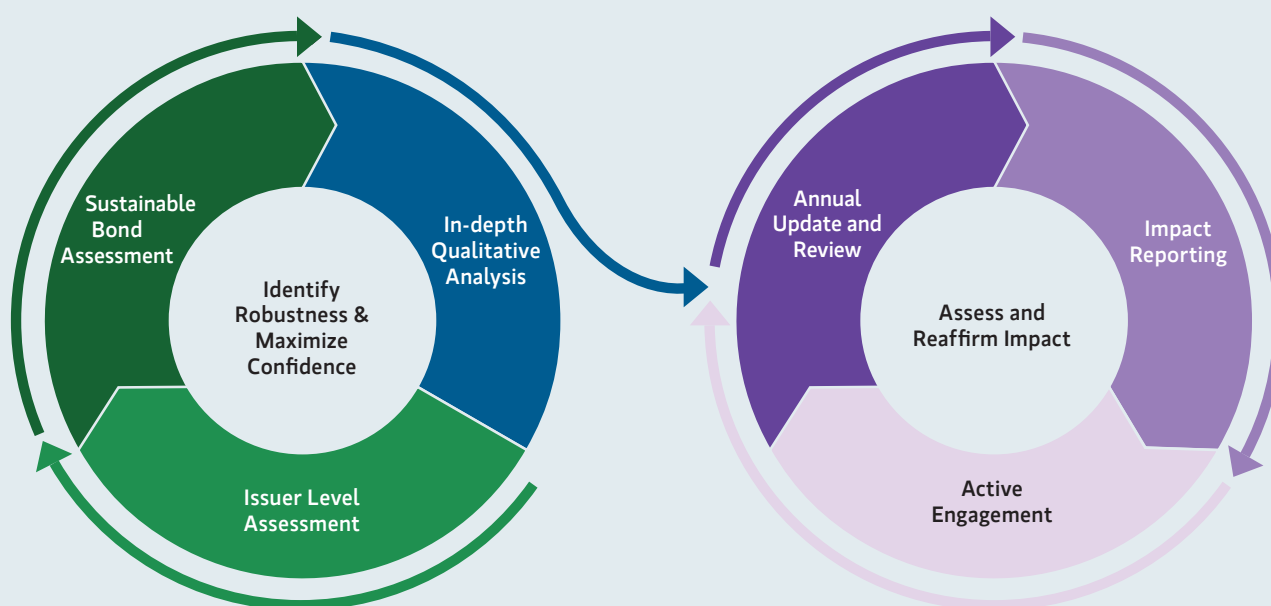 Sustainable
Bond
Assessment
In-depth
Qualitative
Analysis
Identify
Robustness &
Maximize
Confidence
Issuer Level
Assessment
Annual
Update and
Review
Impact
Reporting
Assess and
Reaffirm Impact
Active
Engagement